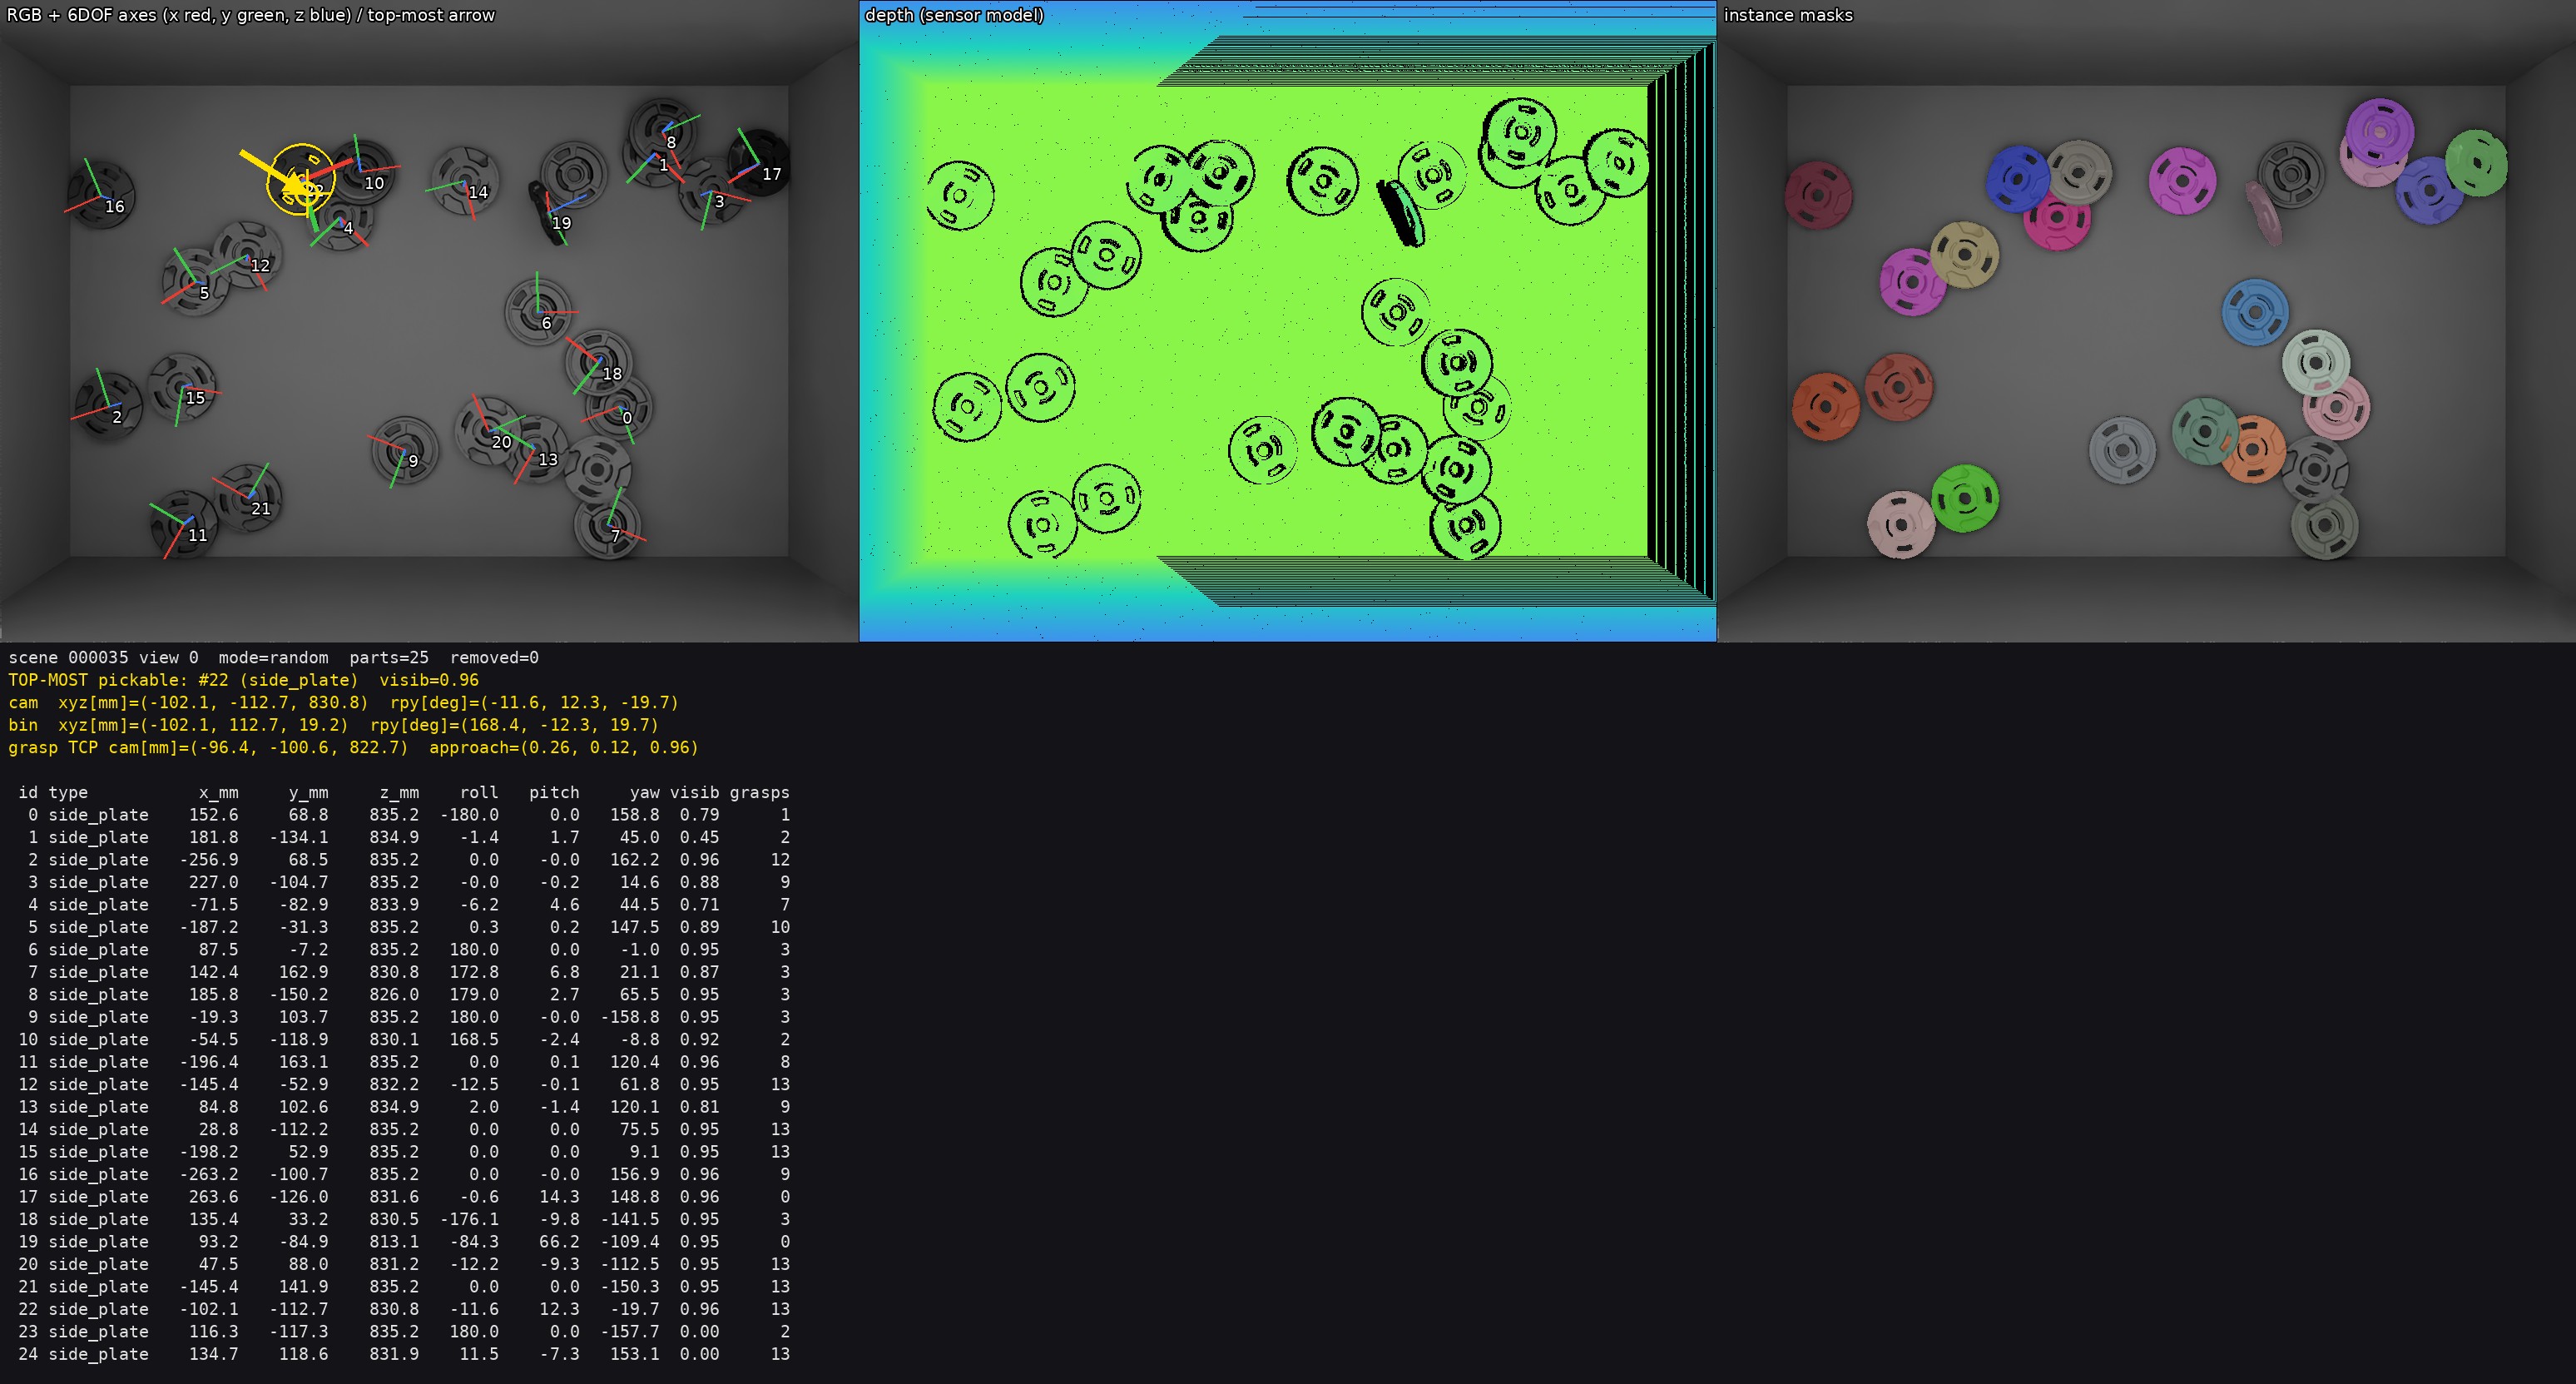 RGB + 6DOF axes (x red, y green, z blue) / top-most arrow
depth (sensor model)
instance masks
8
1
17
10
16
14
3
19
4
12
5
6
18
2
15
0
20
9
13
21
11
7
scene 000035 view 0  mode=random  parts=25  removed=0
TOP-MOST pickable: #22 (side_plate)  visib=0.96
cam  xyz[mm]=(-102.1, -112.7, 830.8)  rpy[deg]=(-11.6, 12.3, -19.7)
bin  xyz[mm]=(-102.1, 112.7, 19.2)  rpy[deg]=(168.4, -12.3, 19.7)
grasp TCP cam[mm]=(-96.4, -100.6, 822.7)  approach=(0.26, 0.12, 0.96)
id type x_mm y_mm z_mm roll pitch yaw visib grasps
0 side_plate 152.6 68.8 835.2 -180.0 0.0 158.8 0.79 1
1 side_plate 181.8 -134.1 834.9 -1.4 1.7 45.0 0.45 2
2 side_plate -256.9 68.5 835.2 0.0 -0.0 162.2 0.96 12
3 side_plate 227.0 -104.7 835.2 -0.0 -0.2 14.6 0.88 9
4 side_plate -71.5 -82.9 833.9 -6.2 4.6 44.5 0.71 7
5 side_plate -187.2 -31.3 835.2 0.3 0.2 147.5 0.89 10
6 side_plate 87.5 -7.2 835.2 180.0 0.0 -1.0 0.95 3
7 side_plate 142.4 162.9 830.8 172.8 6.8 21.1 0.87 3
8 side_plate 185.8 -150.2 826.0 179.0 2.7 65.5 0.95 3
9 side_plate -19.3 103.7 835.2 180.0 -0.0 -158.8 0.95 3
10 side_plate -54.5 -118.9 830.1 168.5 -2.4 -8.8 0.92 2
11 side_plate -196.4 163.1 835.2 0.0 0.1 120.4 0.96 8
12 side_plate -145.4 -52.9 832.2 -12.5 -0.1 61.8 0.95 13
13 side_plate 84.8 102.6 834.9 2.0 -1.4 120.1 0.81 9
14 side_plate 28.8 -112.2 835.2 0.0 0.0 75.5 0.95 13
15 side_plate -198.2 52.9 835.2 0.0 0.0 9.1 0.95 13
16 side_plate -263.2 -100.7 835.2 0.0 -0.0 156.9 0.96 9
17 side_plate 263.6 -126.0 831.6 -0.6 14.3 148.8 0.96 0
18 side_plate 135.4 33.2 830.5 -176.1 -9.8 -141.5 0.95 3
19 side_plate 93.2 -84.9 813.1 -84.3 66.2 -109.4 0.95 0
20 side_plate 47.5 88.0 831.2 -12.2 -9.3 -112.5 0.95 13
21 side_plate -145.4 141.9 835.2 0.0 0.0 -150.3 0.95 13
22 side_plate -102.1 -112.7 830.8 -11.6 12.3 -19.7 0.96 13
23 side_plate 116.3 -117.3 835.2 180.0 0.0 -157.7 0.00 2
24 side_plate 134.7 118.6 831.9 11.5 -7.3 153.1 0.00 13